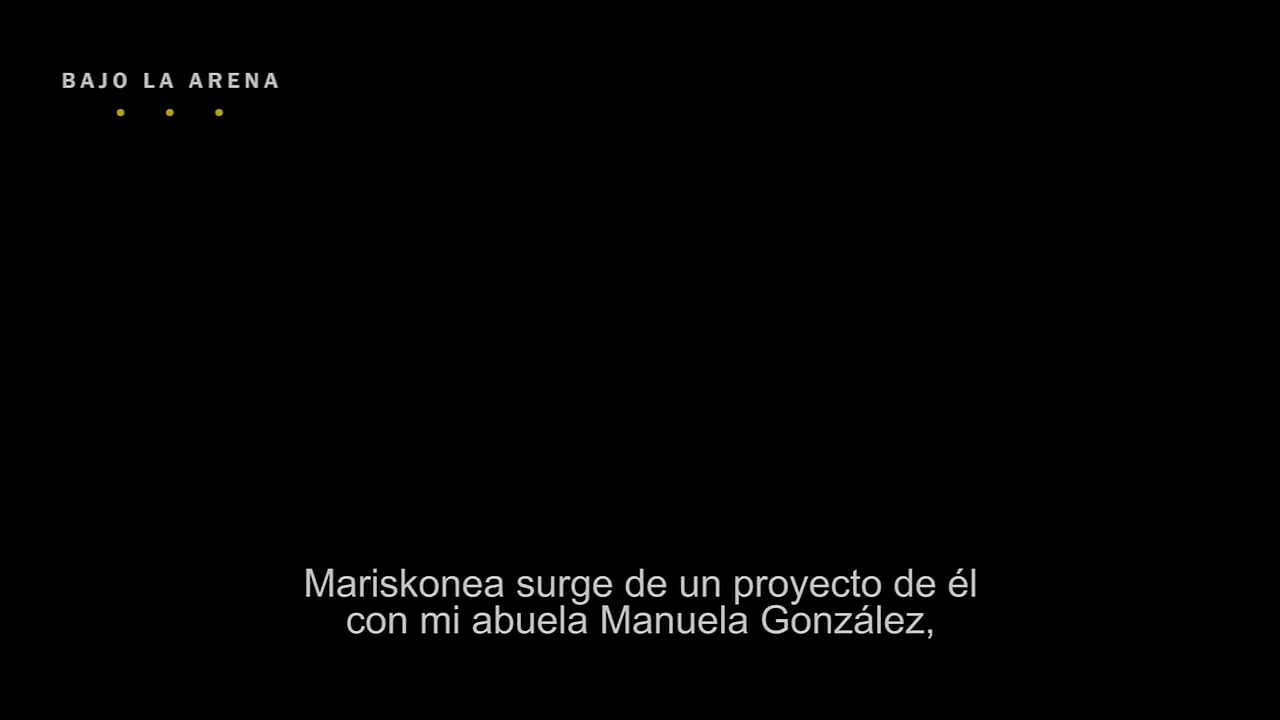 BAJO LA ARENA
Mariskonea surge de un proyecto de él
con mi abuela Manuela González,